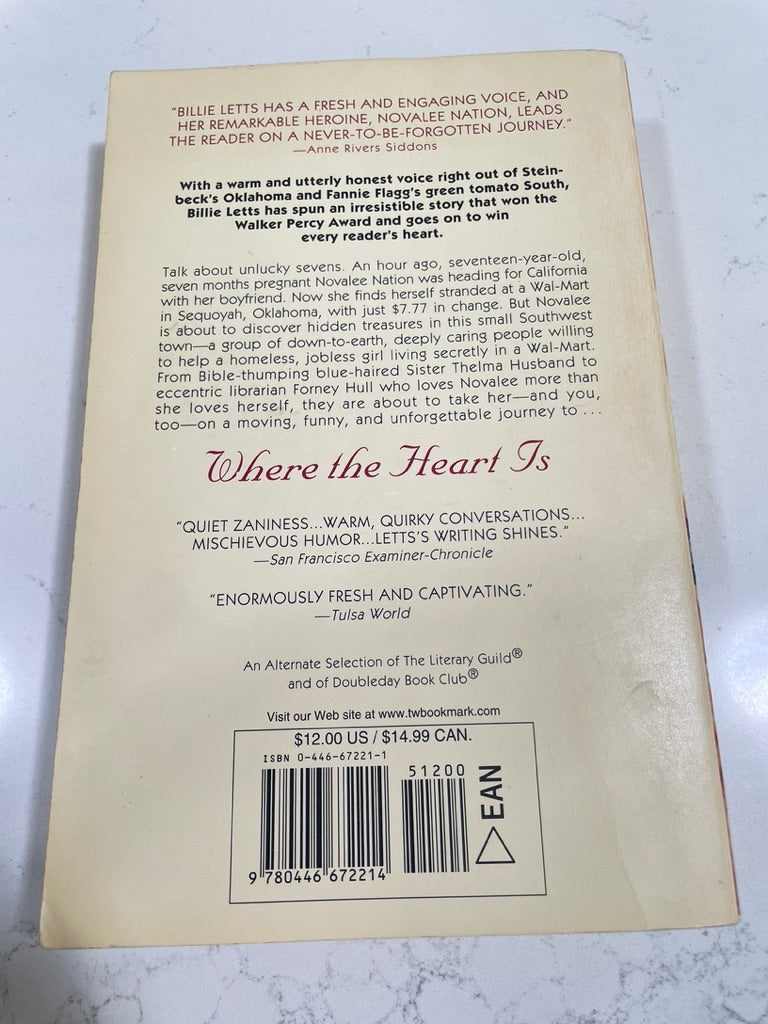 "BILLIE LETTS HAS A FRESH AND ENGAGING VOICE, AND
HER REMARKABLE HEROINE, NOVALEE NATION, LEADS
THE READER ON A NEVER-TO-BE-FORGOTTEN JOURNEY."
—Anne Rivers Siddons
With a warm and utterly honest voice right out of Stein-
beck's Oklahoma and Fannie Flagg's green tomato South,
Billie Letts has spun an irresistible story that won the
Walker Percy Award and goes on to win
every reader's heart.
Talk about unlucky sevens. An hour ago, seventeen-year-old,
seven months pregnant Novalee Nation was heading for California
with her boyfriend. Now she finds herself stranded at a Wal-Mart
in Sequoyah, Oklahoma, with just $7.77 in change. But Novalee
is about to discover hidden treasures in this small Southwest
town—a group of down-to-earth, deeply caring people willing
to help a homeless, jobless girl living secretly in a Wal-Mart.
From Bible-thumping blue-haired Sister Thelma Husband to
eccentric librarian Forney Hull who loves Novalee more than
she loves herself, they are about to take her—and you,
too—on a moving, funny, and unforgettable journey to ...
Where the Heart Is
"QUIET ZANINESS...WARM, QUIRKY CONVERSATIONS...
MISCHIEVOUS HUMOR...LETTS'S WRITING SHINES."
—San Francisco Examiner-Chronicle
"ENORMOUSLY FRESH AND CAPTIVATING."
—Tulsa World
An Alternate Selection of The Literary Guild®
and of Doubleday Book Club®
Visit our Web site at www.twbookmark.com
$12.00 US / $14.99 CAN.
ISBN 0-446-67221-1
51200
EAN
9 780446 672214